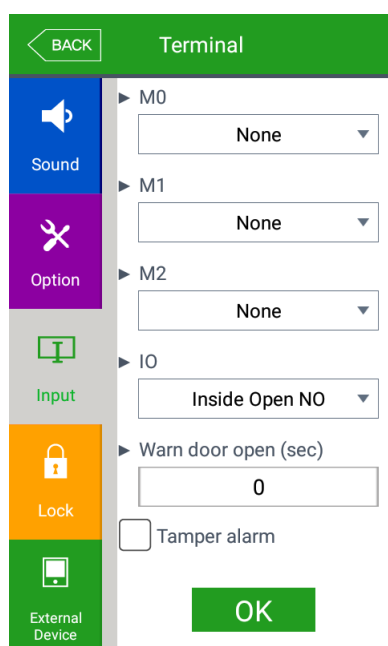 BACK
Terminal
Sound
Option
Input
Lock
External
Device
M0
None
M1
None
M2
None
IO
Inside Open NO
Warn door open (sec)
0
Tamper alarm
OK